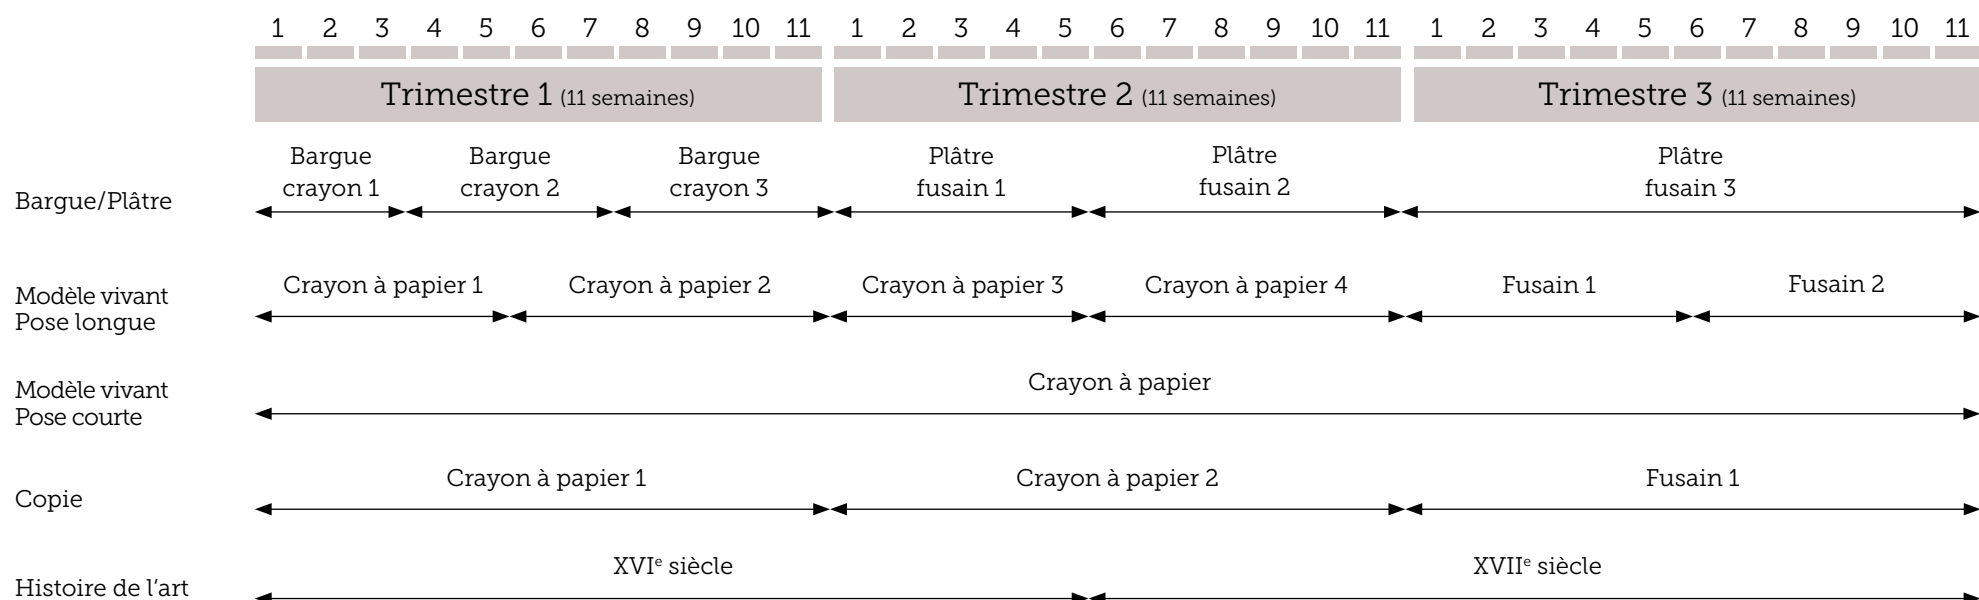 1 2 3 4 5 6 7 8 9 10 11 1 2 3 4 5 6 7 8 9 10 11 1 2 3 4 5 6 7 8 9 10 11
Trimestre 1 (11 semaines) Trimestre 2 (11 semaines) Trimestre 3 (11 semaines)
Bargue Bargue Bargue Plâtre Plâtre Plâtre
crayon 1 crayon 2 crayon 3 fusain 1 fusain 2 fusain 3
Bargue/Plâtre
Crayon à papier 1 Crayon à papier 2 Crayon à papier 3 Crayon à papier 4 Fusain 1 Fusain 2
Modèle vivant
Pose longue
Crayon à papier
Modèle vivant
Pose courte
Crayon à papier 1 Crayon à papier 2 Fusain 1
Copie
XVIe siècle XVIIe siècle
Histoire de l’art